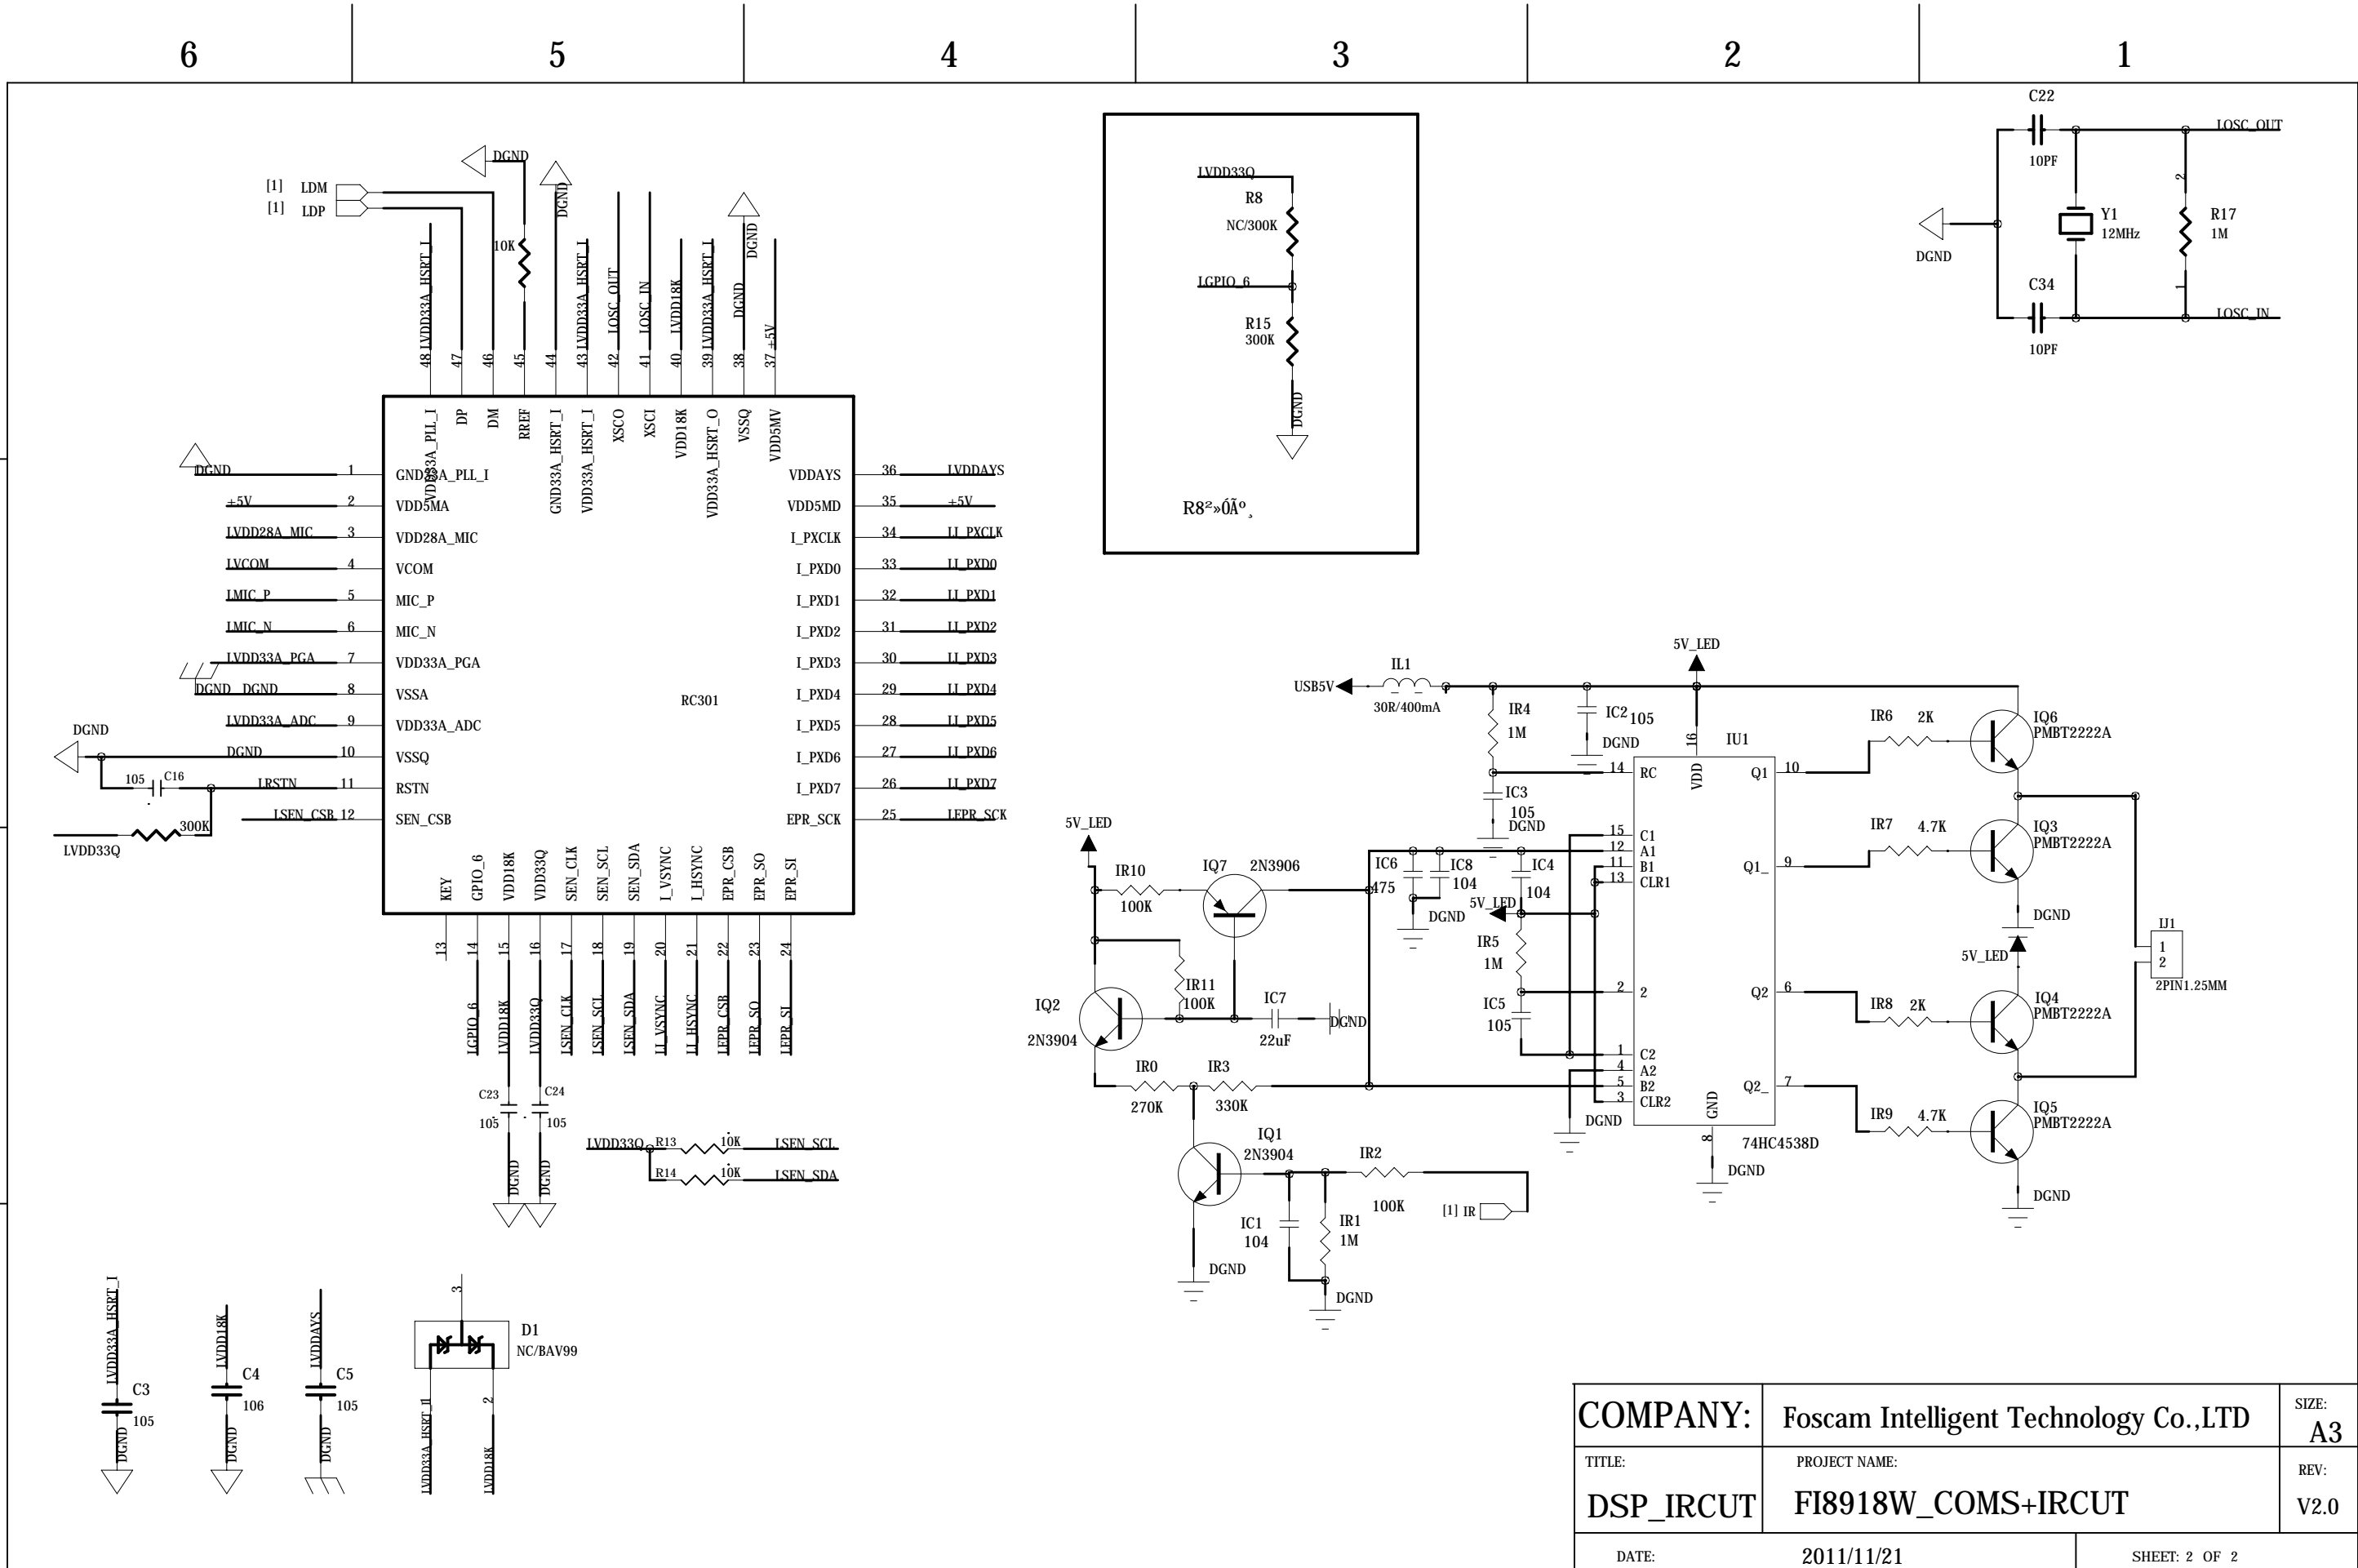 6 5 4 3 2 1
[1] LDM
[1] LDP
DGND
DGND
10K
DGND
48 LVDD33A_HSRT_I
47
46
45
44
43 LVDD33A_HSRT_I
42 LOSC_OUT
41 LOSC_IN
40 LVDD18K
39 LVDD33A_HSRT_I
38 DGND
37 +5V
VDD33A_PLL_I
DP
DM
RREF
GND33A_HSRT_I
VDD33A_HSRT_I
XSCO
XSCI
VDD18K
VDD33A_HSRT_O
VSSQ
VDD5MV
DGND 1 GND33A_PLL_I
+5V 2 VDD5MA
LVDD28A_MIC 3 VDD28A_MIC
LVCOM 4 VCOM
LMIC_P 5 MIC_P
LMIC_N 6 MIC_N
LVDD33A_PGA 7 VDD33A_PGA
DGND DGND 8 VSSA
LVDD33A_ADC 9 VDD33A_ADC
DGND
DGND 10 VSSQ
105 C16 LRSTN 11 RSTN
LSEN_CSB 12 SEN_CSB
300K
LVDD33Q
RC301
VDDAYS 36 LVDDAYS
VDD5MD 35 +5V
I_PXCLK 34 LI_PXCLK
I_PXD0 33 LI_PXD0
I_PXD1 32 LI_PXD1
I_PXD2 31 LI_PXD2
I_PXD3 30 LI_PXD3
I_PXD4 29 LI_PXD4
I_PXD5 28 LI_PXD5
I_PXD6 27 LI_PXD6
I_PXD7 26 LI_PXD7
EPR_SCK 25 LEPR_SCK
KEY 13
GPIO_6 14 LGPIO_6
VDD18K 15 LVDD18K
VDD33Q 16 LVDD33Q
SEN_CLK 17 LSEN_CLK
SEN_SCL 18 LSEN_SCL
SEN_SDA 19 LSEN_SDA
I_VSYNC 20 LI_VSYNC
I_HSYNC 21 LI_HSYNC
EPR_CSB 22 LEPR_CSB
EPR_SO 23 LEPR_SO
EPR_SI 24 LEPR_SI
C23
105
DGND
C24
105
DGND
LVDD33Q R13 10K LSEN_SCL
R14 10K LSEN_SDA
LVDD33Q
R8
NC/300K
LGPIO_6
R15
300K
DGND
R8²»ÓÃº¸
C22
10PF
LOSC_OUT
2
Y1
12MHz
R17
1M
DGND
1
C34
10PF
LOSC_IN
USB5V
IL1
30R/400mA
5V_LED
IR4
1M
IC2 105
DGND
IC3
105
DGND
IU1
16
VDD
14 RC
15 C1
12 A1
11 B1
13 CLR1
2 2
1 C2
4 A2
5 B2
3 CLR2
Q1 10
Q1_ 9
Q2 6
Q2_ 7
GND
8
74HC4538D
DGND
DGND
IR6 2K
IQ6
PMBT2222A
IR7 4.7K
IQ3
PMBT2222A
DGND
5V_LED
IR8 2K
IQ4
PMBT2222A
IR9 4.7K
IQ5
PMBT2222A
DGND
IJ1
1
2
2PIN1.25MM
5V_LED
IR10
100K
IQ7 2N3906
IC6
475
IC8
104
DGND
IC4
104
5V_LED
IR5
1M
IC5
105
IR11
100K
IQ2
2N3904
IC7
22uF
DGND
IR0
270K
IR3
330K
IQ1
2N3904
IR2
100K
[1] IR
IC1
104
IR1
1M
DGND
DGND
LVDD33A_HSRT_I
C3
105
DGND
LVDD18K
C4
106
DGND
LVDDAYS
C5
105
DGND
3
D1
NC/BAV99
1
LVDD33A_HSRT_I
2
LVDD18K
COMPANY: Foscam Intelligent Technology Co.,LTD
SIZE:
A3
TITLE:
DSP_IRCUT
PROJECT NAME:
FI8918W_COMS+IRCUT
REV:
V2.0
DATE: 2011/11/21 SHEET: 2 OF 2